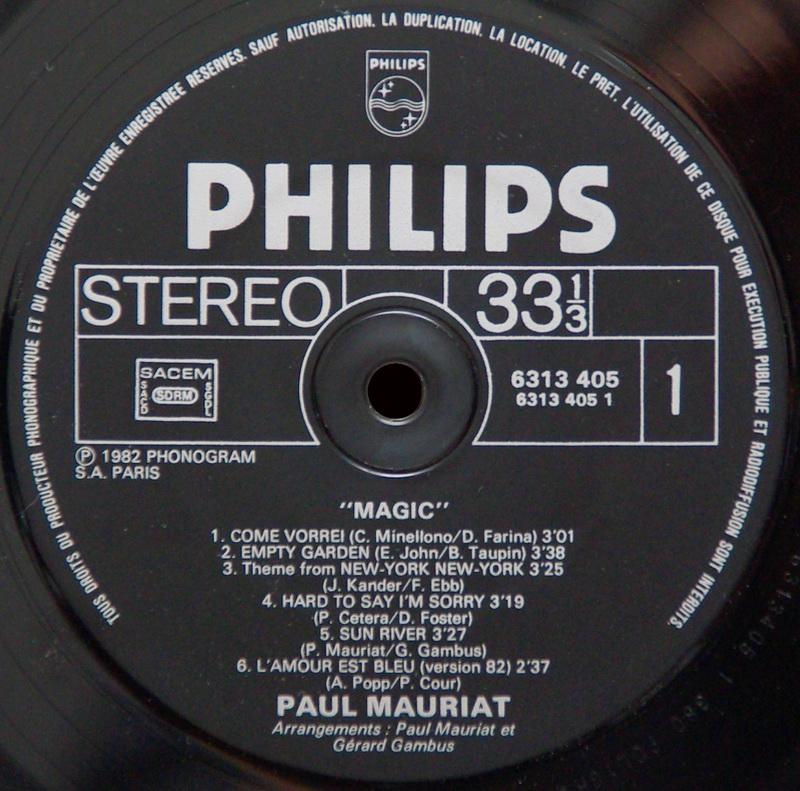 TOUS DROITS DU PRODUCTEUR PHONOGRAPHIQUE ET DU PROPRIETAIRE DE L'ŒUVRE ENREGISTREE RESERVES. SAUF AUTORISATION, LA DUPLICATION, LA LOCATION, LE PRET, L'UTILISATION DE CE DISQUE POUR EXECUTION PUBLIQUE ET RADIODIFFUSION SONT INTERDITS.
PHILIPS
PHILIPS
STEREO
33 1/3
SACEM
SACD
SDRM
SGDL
6313 405
6313 405 1
1
Ⓟ 1982 PHONOGRAM
S.A. PARIS
"MAGIC"
1. COME VORREI (C. Minellono/D. Farina) 3'01
2. EMPTY GARDEN (E. John/B. Taupin) 3'38
3. Theme from NEW-YORK NEW-YORK 3'25
(J. Kander/F. Ebb)
4. HARD TO SAY I'M SORRY 3'19
(P. Cetera/D. Foster)
5. SUN RIVER 3'27
(P. Mauriat/G. Gambus)
6. L'AMOUR EST BLEU (version 82) 2'37
(A. Popp/P. Cour)
PAUL MAURIAT
Arrangements : Paul Mauriat et
Gérard Gambus